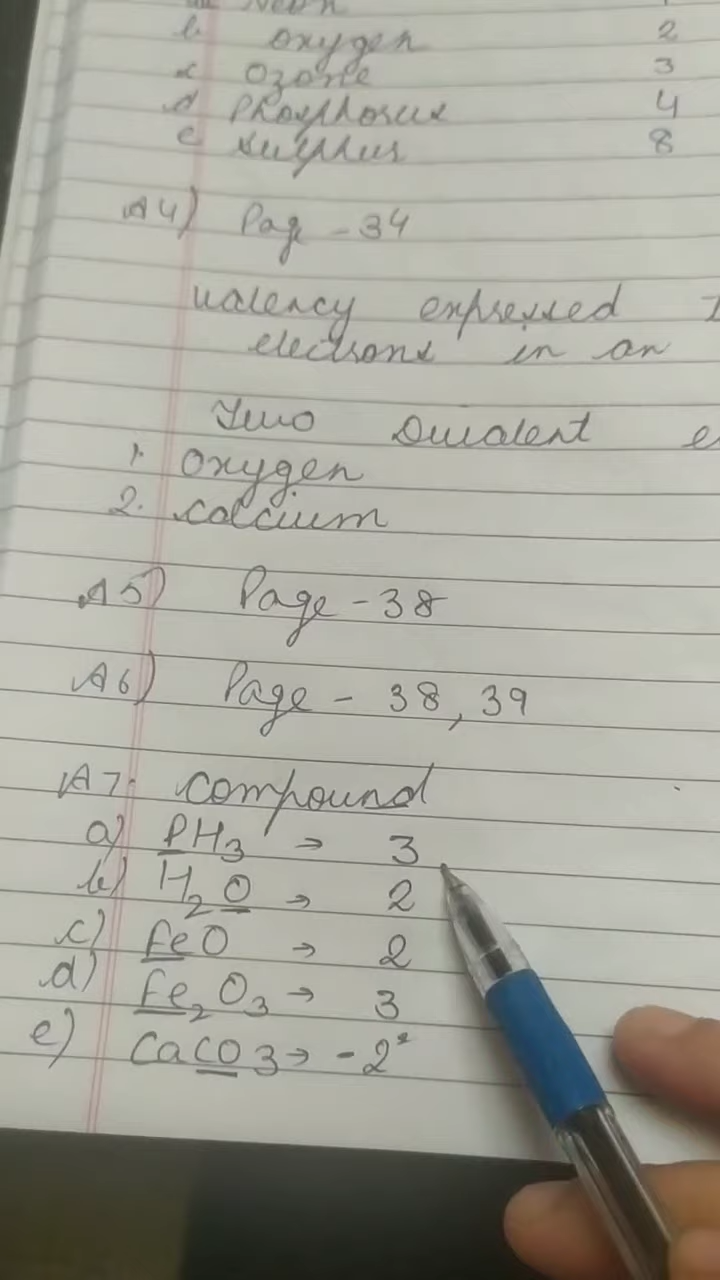 b. Oxygen 2
c Ozone 3
d Phosphorus 4
e Sulphur 8
A4) Page - 34
valency expressed
electrons in an
Two Divalent
1. Oxygen
2. Calcium
A5) Page - 38
A6) Page - 38, 39
A7. Compound
a) PH3 → 3
b) H2O → 2
c) FeO → 2
d) Fe2O3 → 3
e) CaCO3 → -2